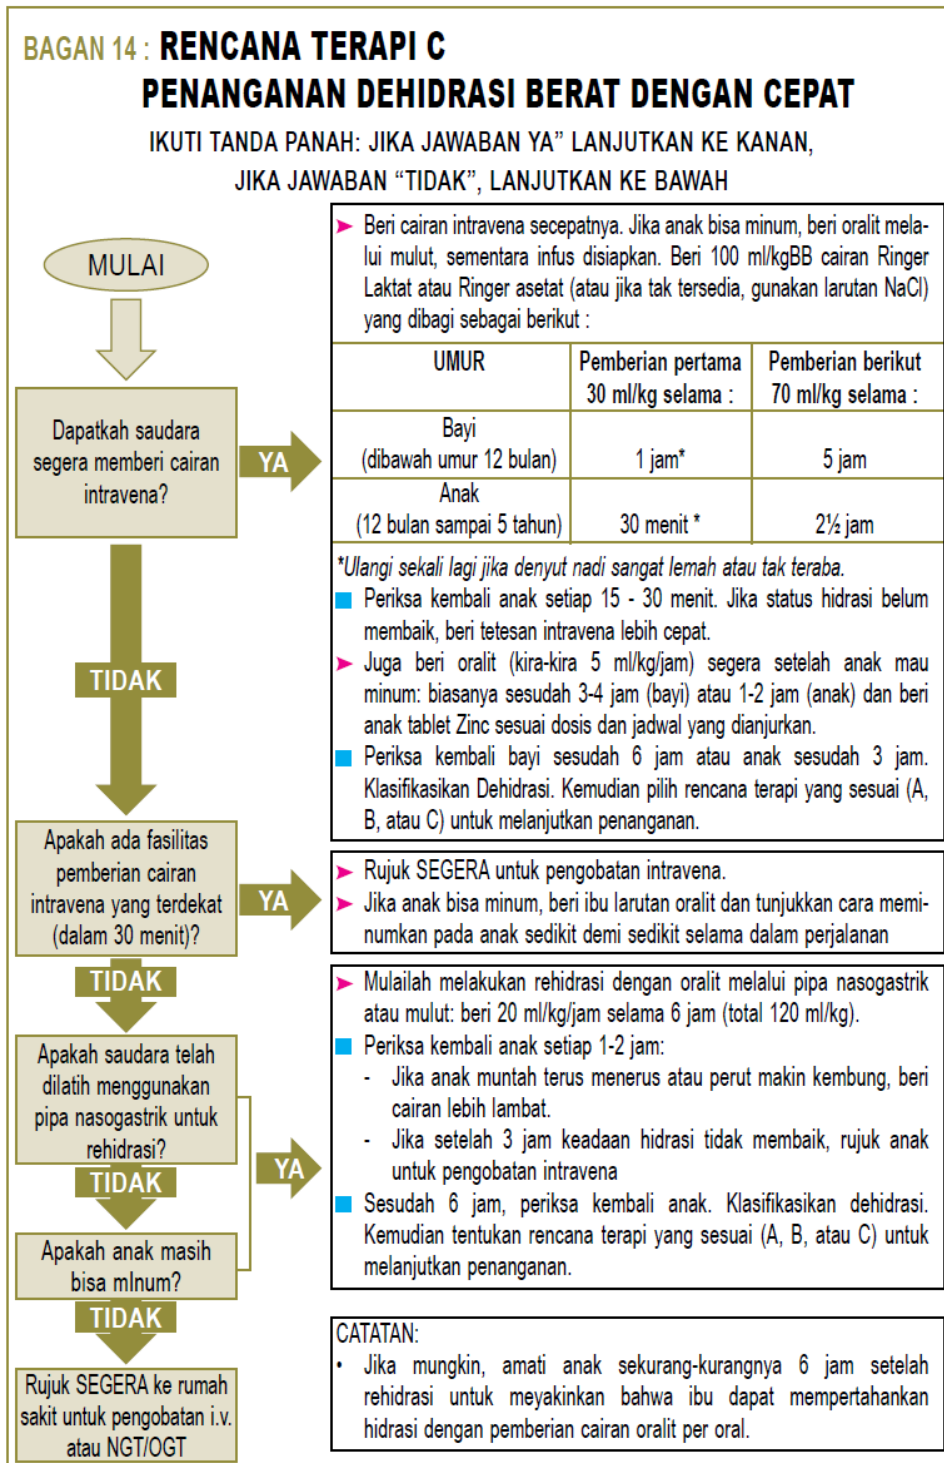 BAGAN 14 : RENCANA TERAPI C
PENANGANAN DEHIDRASI BERAT DENGAN CEPAT
IKUTI TANDA PANAH: JIKA JAWABAN YA” LANJUTKAN KE KANAN,
JIKA JAWABAN “TIDAK”, LANJUTKAN KE BAWAH
MULAI
Dapatkah saudara
segera memberi cairan
intravena?
YA
➤ Beri cairan intravena secepatnya. Jika anak bisa minum, beri oralit mela-
lui mulut, sementara infus disiapkan. Beri 100 ml/kgBB cairan Ringer
Laktat atau Ringer asetat (atau jika tak tersedia, gunakan larutan NaCl)
yang dibagi sebagai berikut :
UMUR Pemberian pertama Pemberian berikut
30 ml/kg selama : 70 ml/kg selama :
Bayi
(dibawah umur 12 bulan) 1 jam* 5 jam
Anak
(12 bulan sampai 5 tahun) 30 menit * 2½ jam
*Ulangi sekali lagi jika denyut nadi sangat lemah atau tak teraba.
■ Periksa kembali anak setiap 15 - 30 menit. Jika status hidrasi belum
membaik, beri tetesan intravena lebih cepat.
➤ Juga beri oralit (kira-kira 5 ml/kg/jam) segera setelah anak mau
minum: biasanya sesudah 3-4 jam (bayi) atau 1-2 jam (anak) dan beri
anak tablet Zinc sesuai dosis dan jadwal yang dianjurkan.
■ Periksa kembali bayi sesudah 6 jam atau anak sesudah 3 jam.
Klasifikasikan Dehidrasi. Kemudian pilih rencana terapi yang sesuai (A,
B, atau C) untuk melanjutkan penanganan.
TIDAK
Apakah ada fasilitas
pemberian cairan
intravena yang terdekat
(dalam 30 menit)?
YA
➤ Rujuk SEGERA untuk pengobatan intravena.
➤ Jika anak bisa minum, beri ibu larutan oralit dan tunjukkan cara memi-
numkan pada anak sedikit demi sedikit selama dalam perjalanan
TIDAK
Apakah saudara telah
dilatih menggunakan
pipa nasogastrik untuk
rehidrasi?
TIDAK
Apakah anak masih
bisa mInum?
YA
➤ Mulailah melakukan rehidrasi dengan oralit melalui pipa nasogastrik
atau mulut: beri 20 ml/kg/jam selama 6 jam (total 120 ml/kg).
■ Periksa kembali anak setiap 1-2 jam:
- Jika anak muntah terus menerus atau perut makin kembung, beri
cairan lebih lambat.
- Jika setelah 3 jam keadaan hidrasi tidak membaik, rujuk anak
untuk pengobatan intravena
■ Sesudah 6 jam, periksa kembali anak. Klasifikasikan dehidrasi.
Kemudian tentukan rencana terapi yang sesuai (A, B, atau C) untuk
melanjutkan penanganan.
TIDAK
Rujuk SEGERA ke rumah
sakit untuk pengobatan i.v.
atau NGT/OGT
CATATAN:
• Jika mungkin, amati anak sekurang-kurangnya 6 jam setelah
rehidrasi untuk meyakinkan bahwa ibu dapat mempertahankan
hidrasi dengan pemberian cairan oralit per oral.